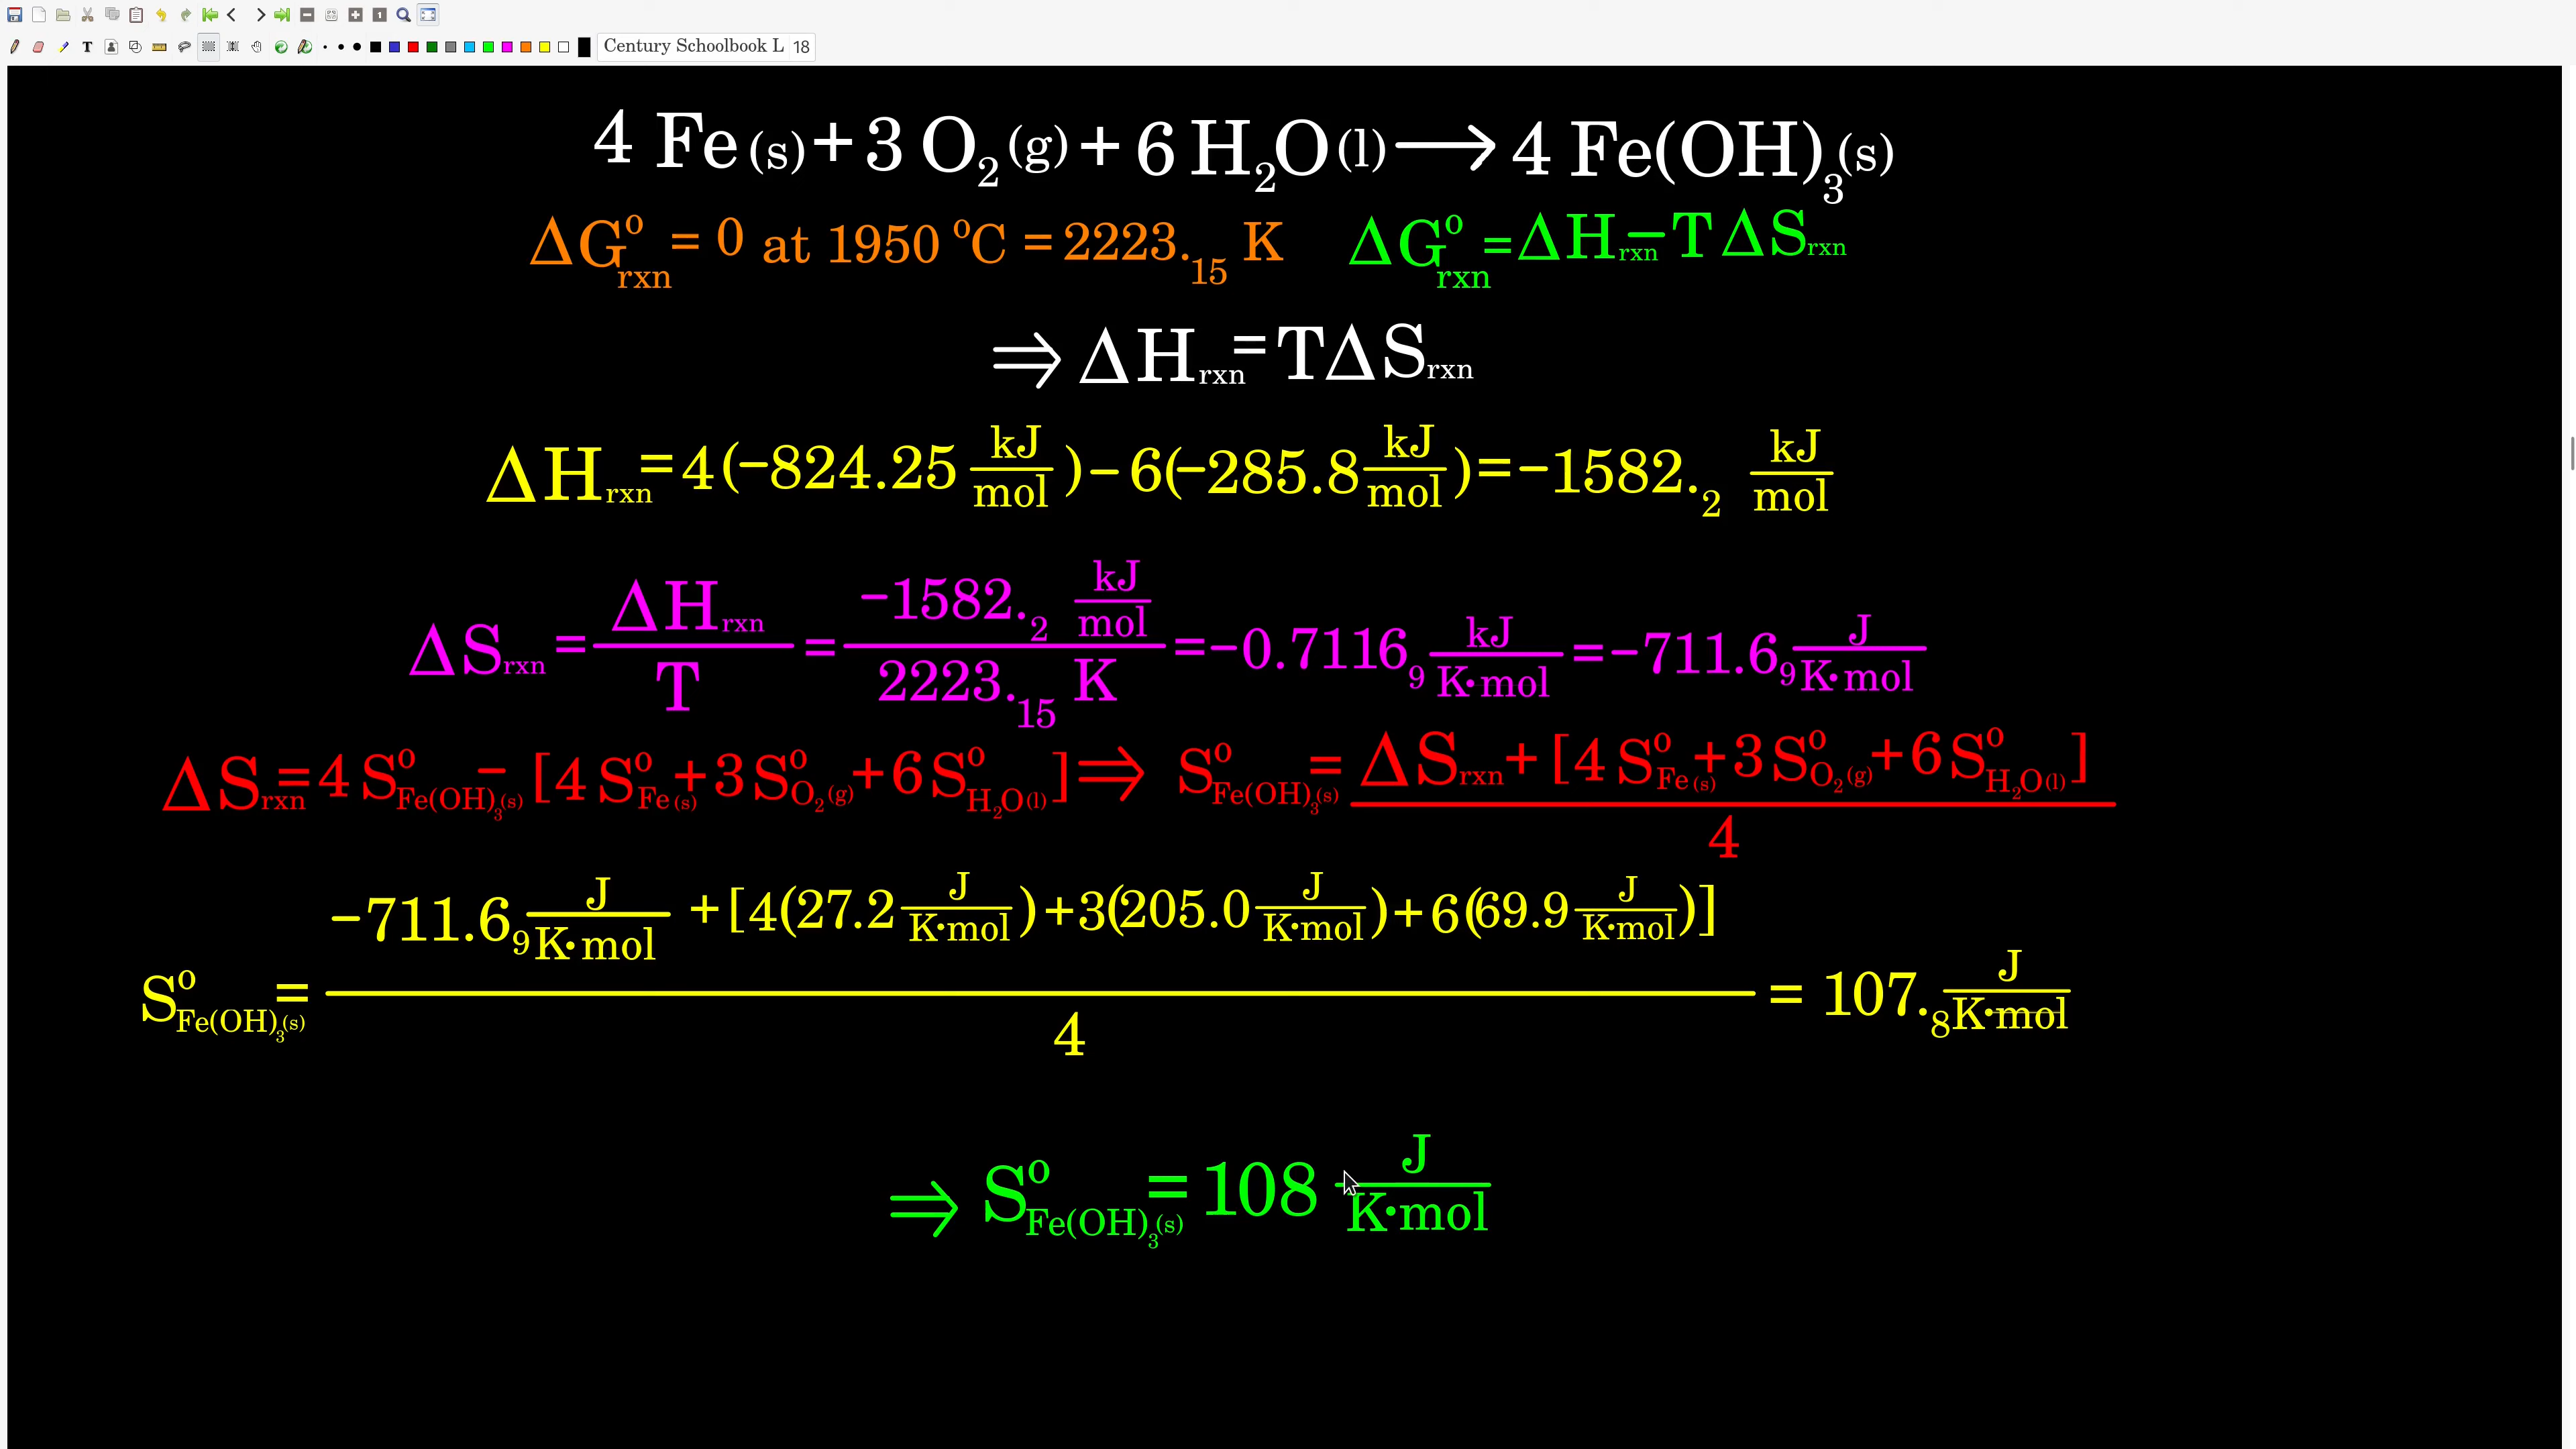 Century Schoolbook L 18
4 Fe (s) + 3 O₂ (g) + 6 H₂O (l) ⟶ 4 Fe(OH)₃ (s)
ΔG°rxn = 0 at 1950 °C = 2223.₁₅ K ΔG°rxn = ΔHrxn − TΔSrxn
⇒ ΔHrxn = TΔSrxn
ΔHrxn = 4(−824.25 kJ/mol) − 6(−285.8 kJ/mol) = −1582.₂ kJ/mol
ΔSrxn = ΔHrxn/T = −1582.₂ kJ/mol / 2223.₁₅ K = −0.7116₉ kJ/K·mol = −711.6₉ J/K·mol
ΔSrxn = 4 S°Fe(OH)₃(s) − [4 S°Fe(s) + 3 S°O₂(g) + 6 S°H₂O(l)] ⇒ S°Fe(OH)₃(s) = ΔSrxn + [4 S°Fe(s) + 3 S°O₂(g) + 6 S°H₂O(l)] / 4
S°Fe(OH)₃(s) = −711.6₉ J/K·mol + [4(27.2 J/K·mol) + 3(205.0 J/K·mol) + 6(69.9 J/K·mol)] / 4 = 107.₈ J/K·mol
⇒ S°Fe(OH)₃(s) = 108 J/K·mol